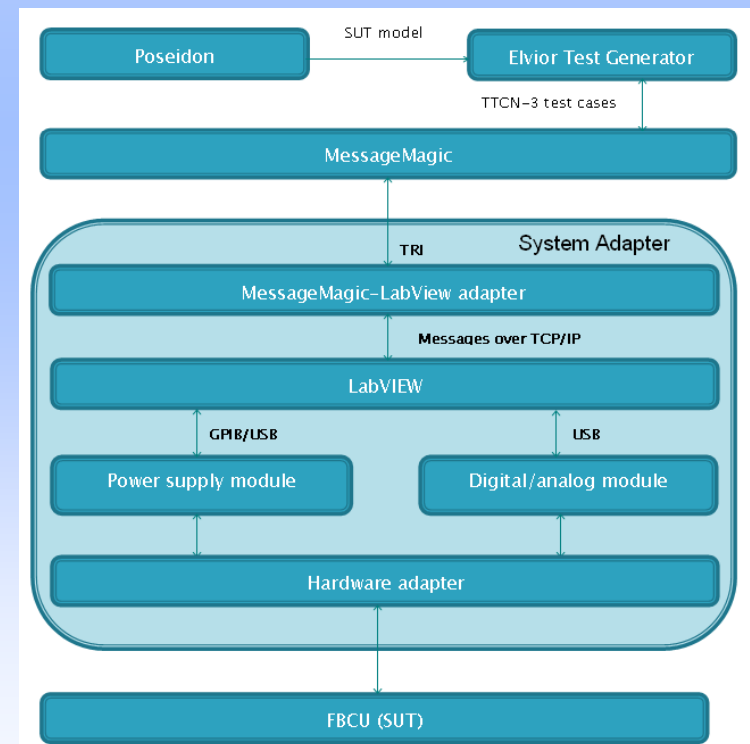 SUT model
Poseidon
Elvior Test Generator
TTCN-3 test cases
MessageMagic
TRI
System Adapter
MessageMagic-LabView adapter
Messages over TCP/IP
LabVIEW
GPIB/USB
USB
Power supply module
Digital/analog module
Hardware adapter
FBCU (SUT)